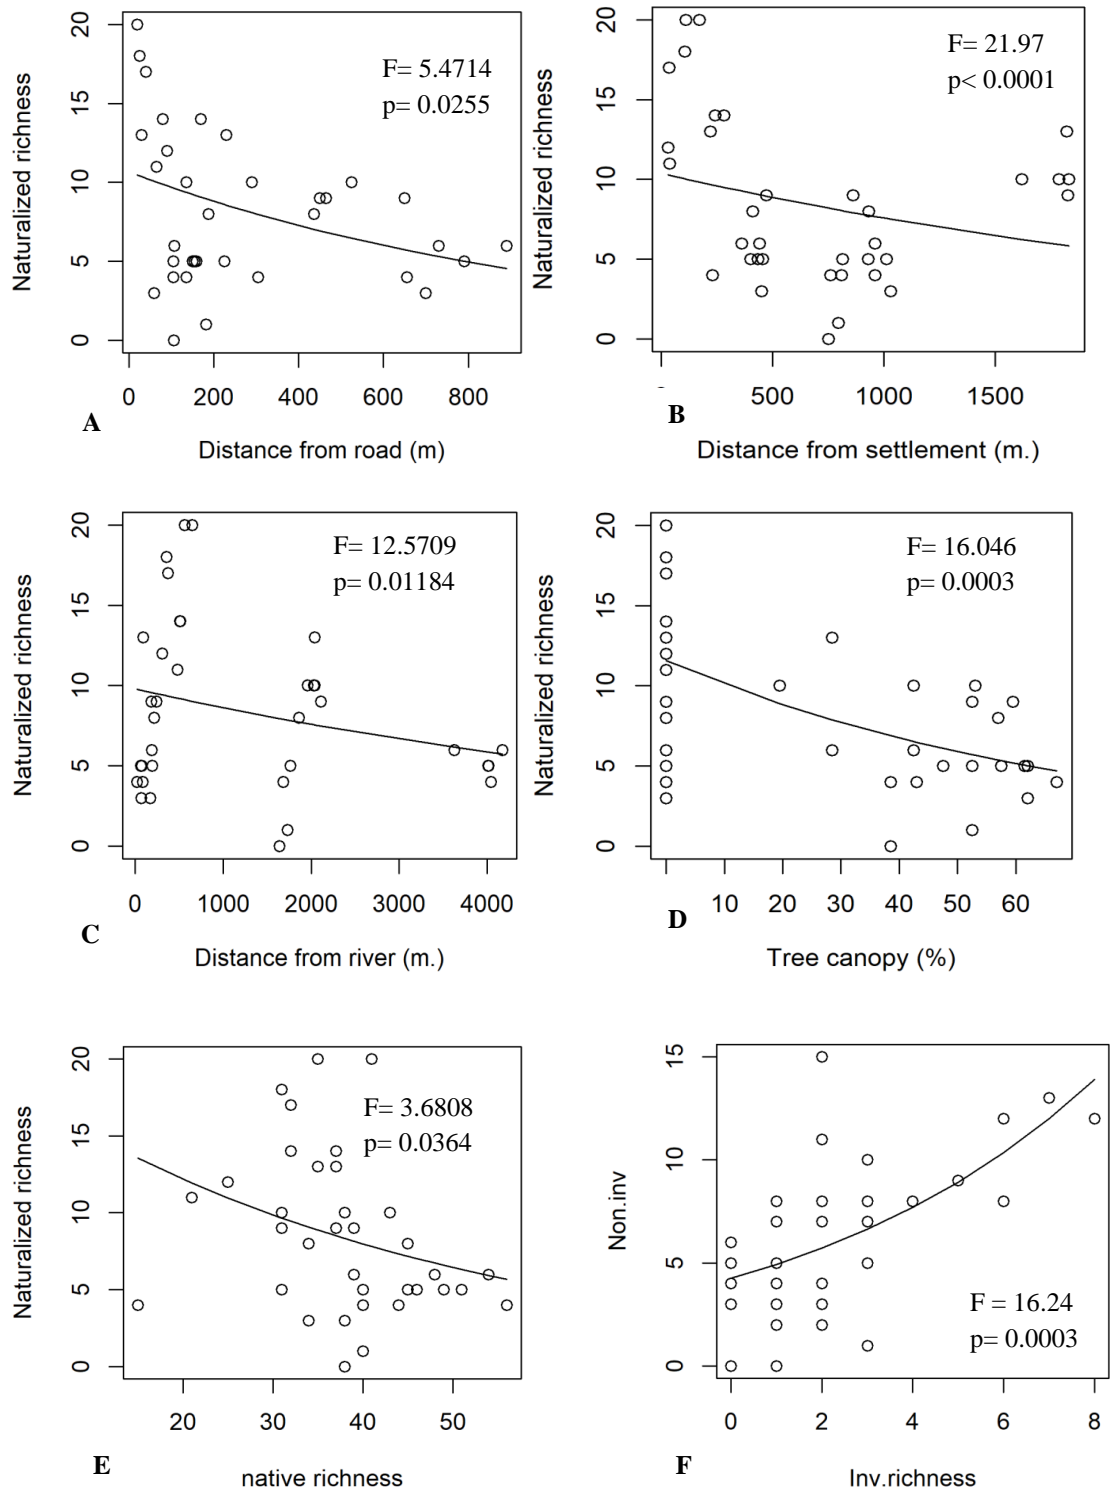 Naturalized richness
20
15
10
5
0
F= 5.4714
p= 0.0255
0 200 400 600 800
A
Distance from road (m)
Naturalized richness
20
15
10
5
0
F= 21.97
p< 0.0001
500 1000 1500
B
Distance from settlement (m.)
Naturalized richness
20
15
10
5
0
F= 12.5709
p= 0.01184
0 1000 2000 3000 4000
C
Distance from river (m.)
Naturalized richness
20
15
10
5
0
F= 16.046
p= 0.0003
10 20 30 40 50 60
D
Tree canopy (%)
Naturalized richness
20
15
10
5
0
F= 3.6808
p= 0.0364
20 30 40 50
E
native richness
Non.inv
15
10
5
0
F = 16.24
p= 0.0003
0 2 4 6 8
F
Inv.richness